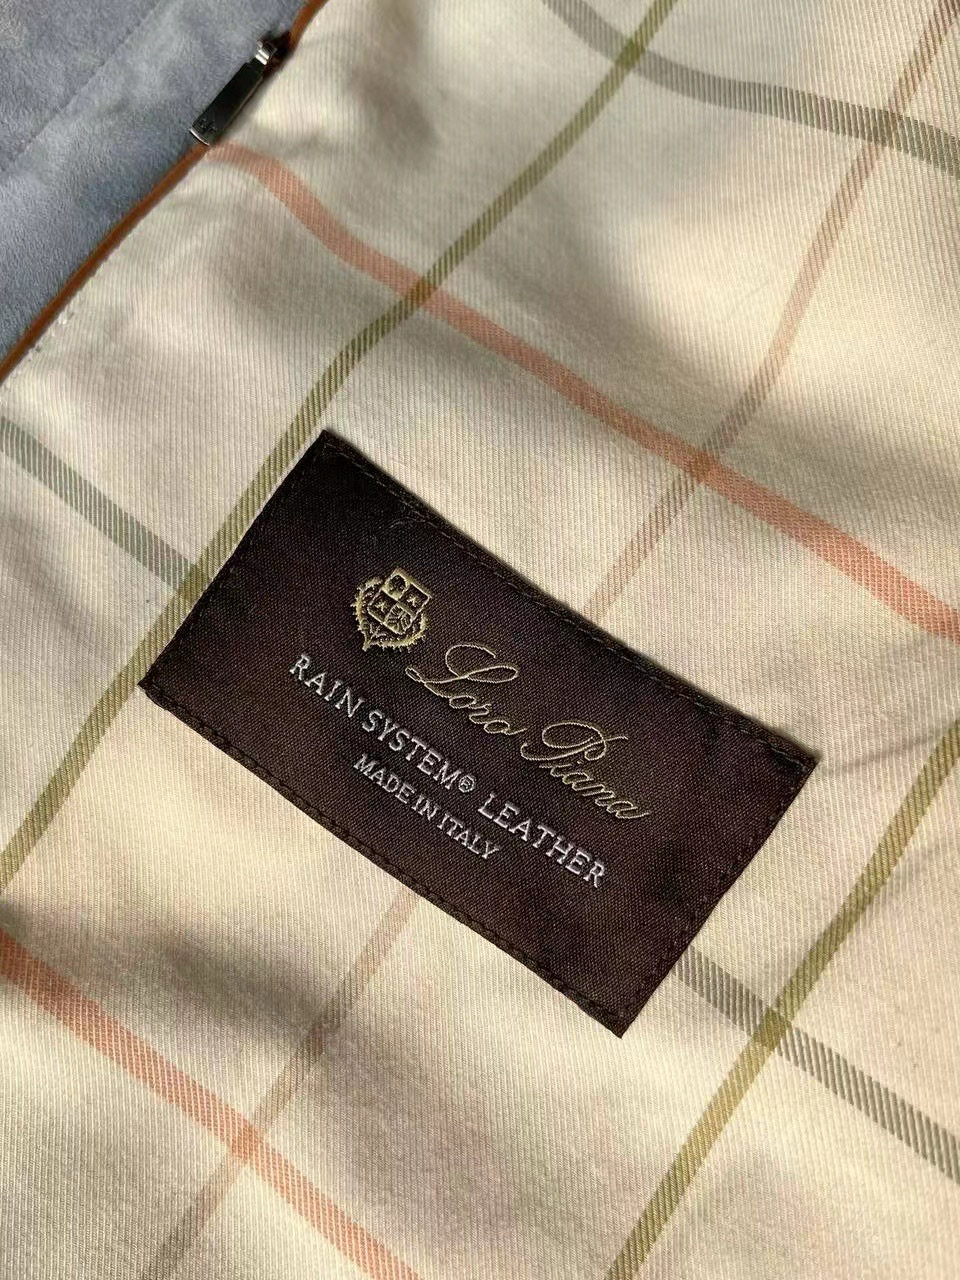 Loro Piana
RAIN SYSTEM® LEATHER
MADE IN ITALY